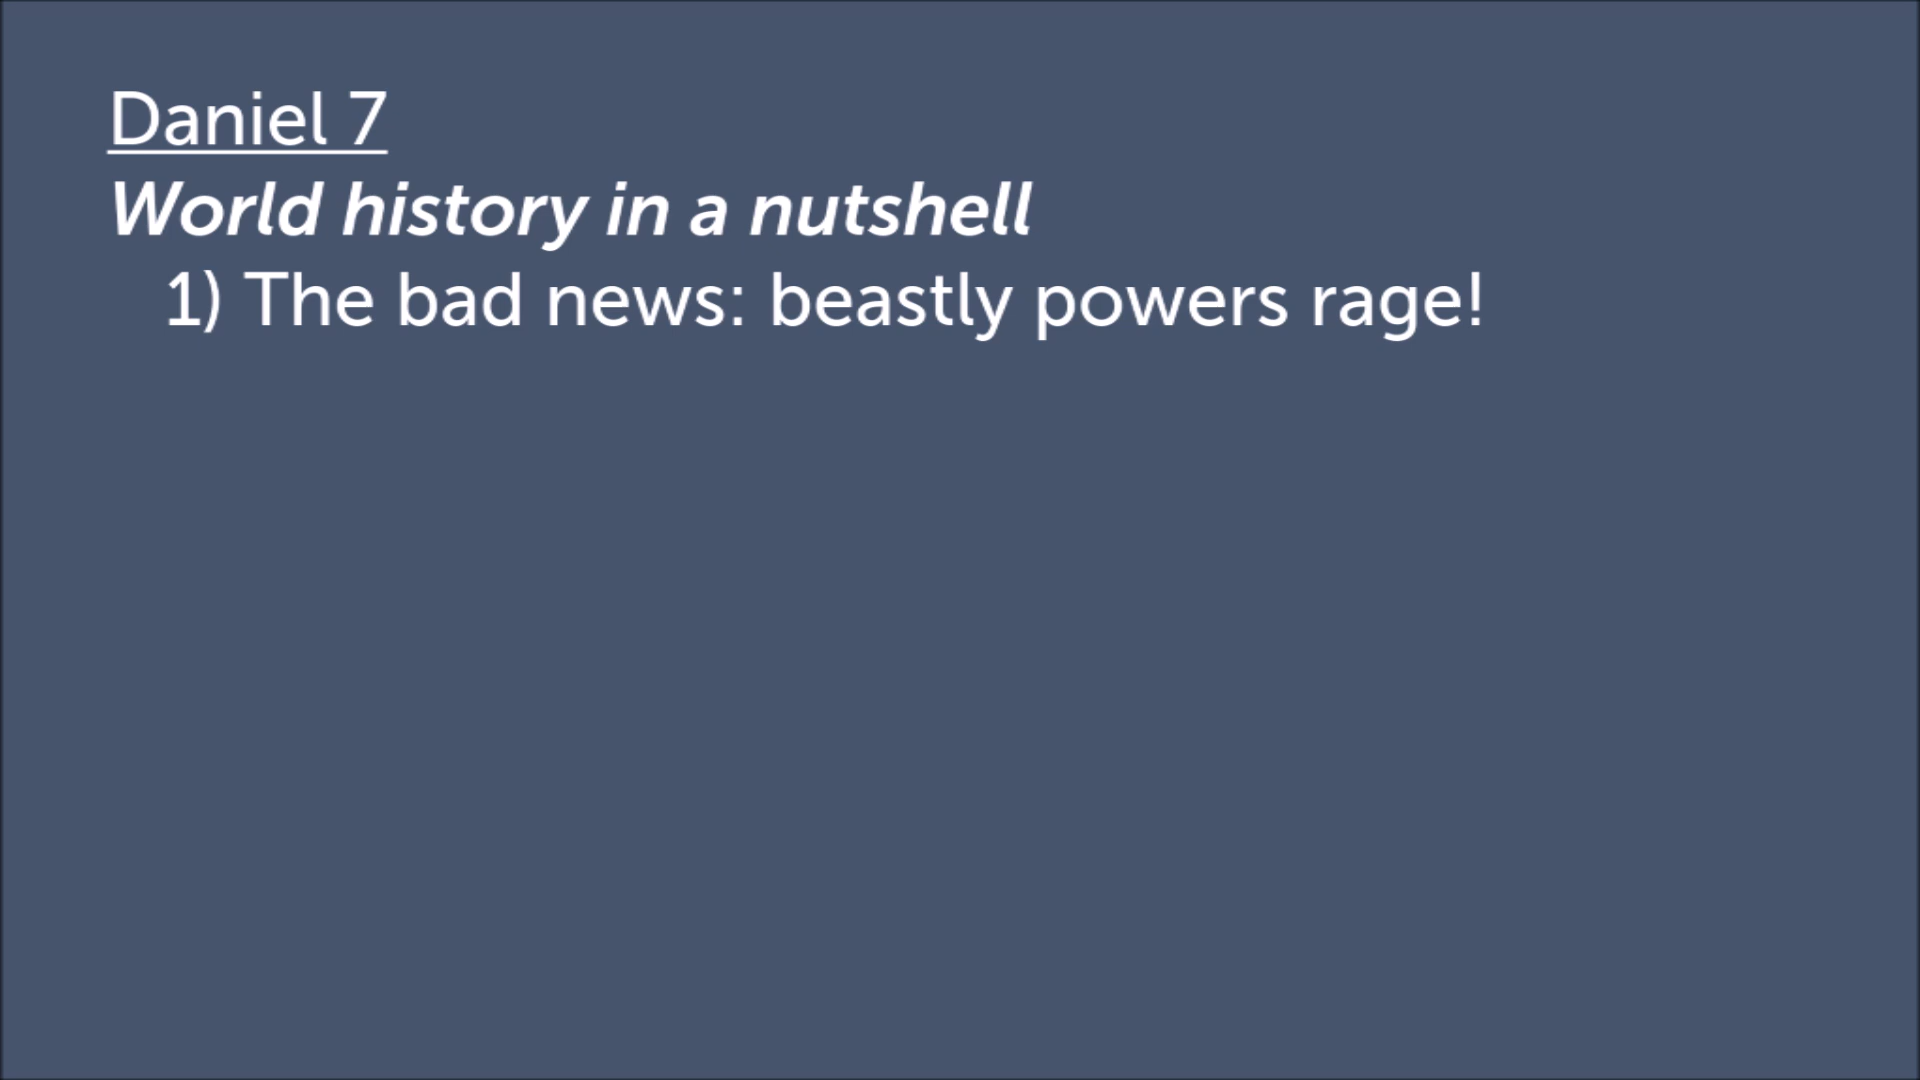 Daniel 7
World history in a nutshell
1) The bad news: beastly powers rage!